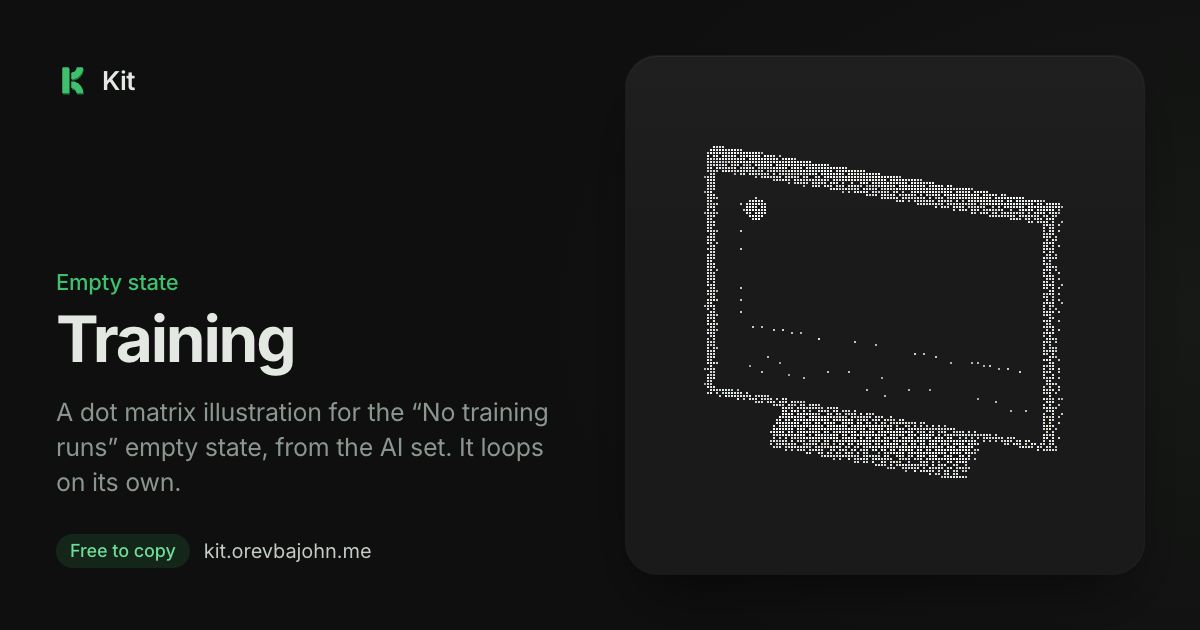 Kit
Empty state
Training
A dot matrix illustration for the “No training
runs” empty state, from the AI set. It loops
on its own.
Free to copy
kit.orevbajohn.me